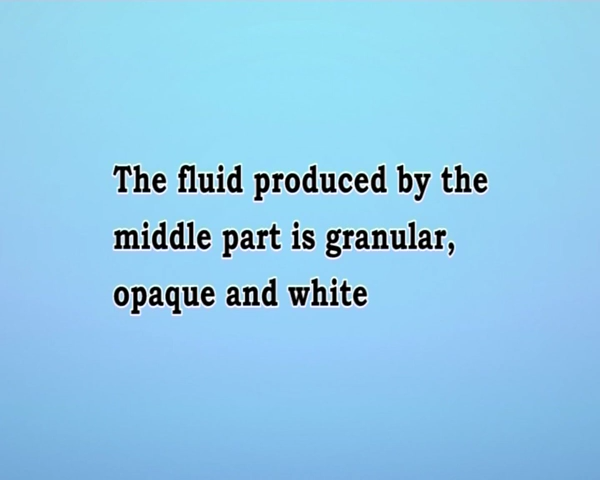 The fluid produced by the
middle part is granular,
opaque and white